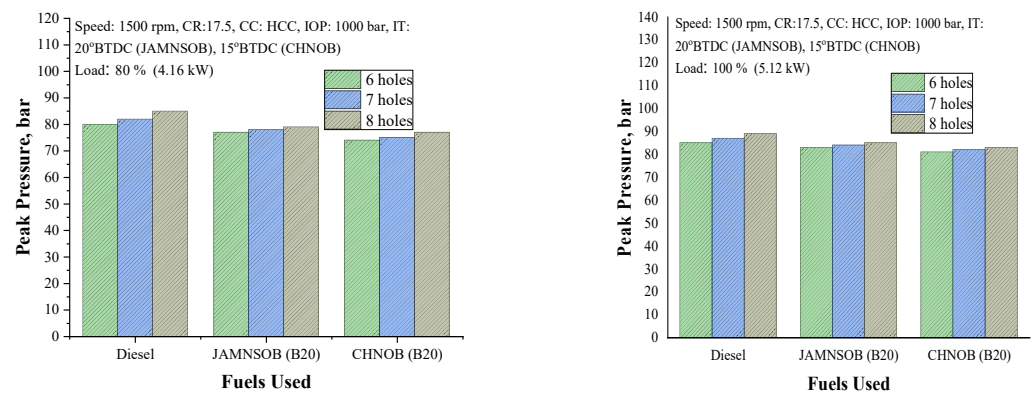 Speed: 1500 rpm, CR:17.5, CC: HCC, IOP: 1000 bar, IT:
20°BTDC (JAMNSOB), 15°BTDC (CHNOB)
Load: 80 % (4.16 kW)
6 holes
7 holes
8 holes
120
110
100
90
80
70
60
50
40
30
20
10
0
Peak Pressure, bar
Diesel
JAMNSOB (B20)
CHNOB (B20)
Fuels Used
Speed: 1500 rpm, CR:17.5, CC: HCC, IOP: 1000 bar, IT:
20°BTDC (JAMNSOB), 15°BTDC (CHNOB)
Load: 100 % (5.12 kW)
6 holes
7 holes
8 holes
140
130
120
110
100
90
80
70
60
50
40
30
20
10
0
Peak Pressure, bar
Diesel
JAMNSOB (B20)
CHNOB (B20)
Fuels Used